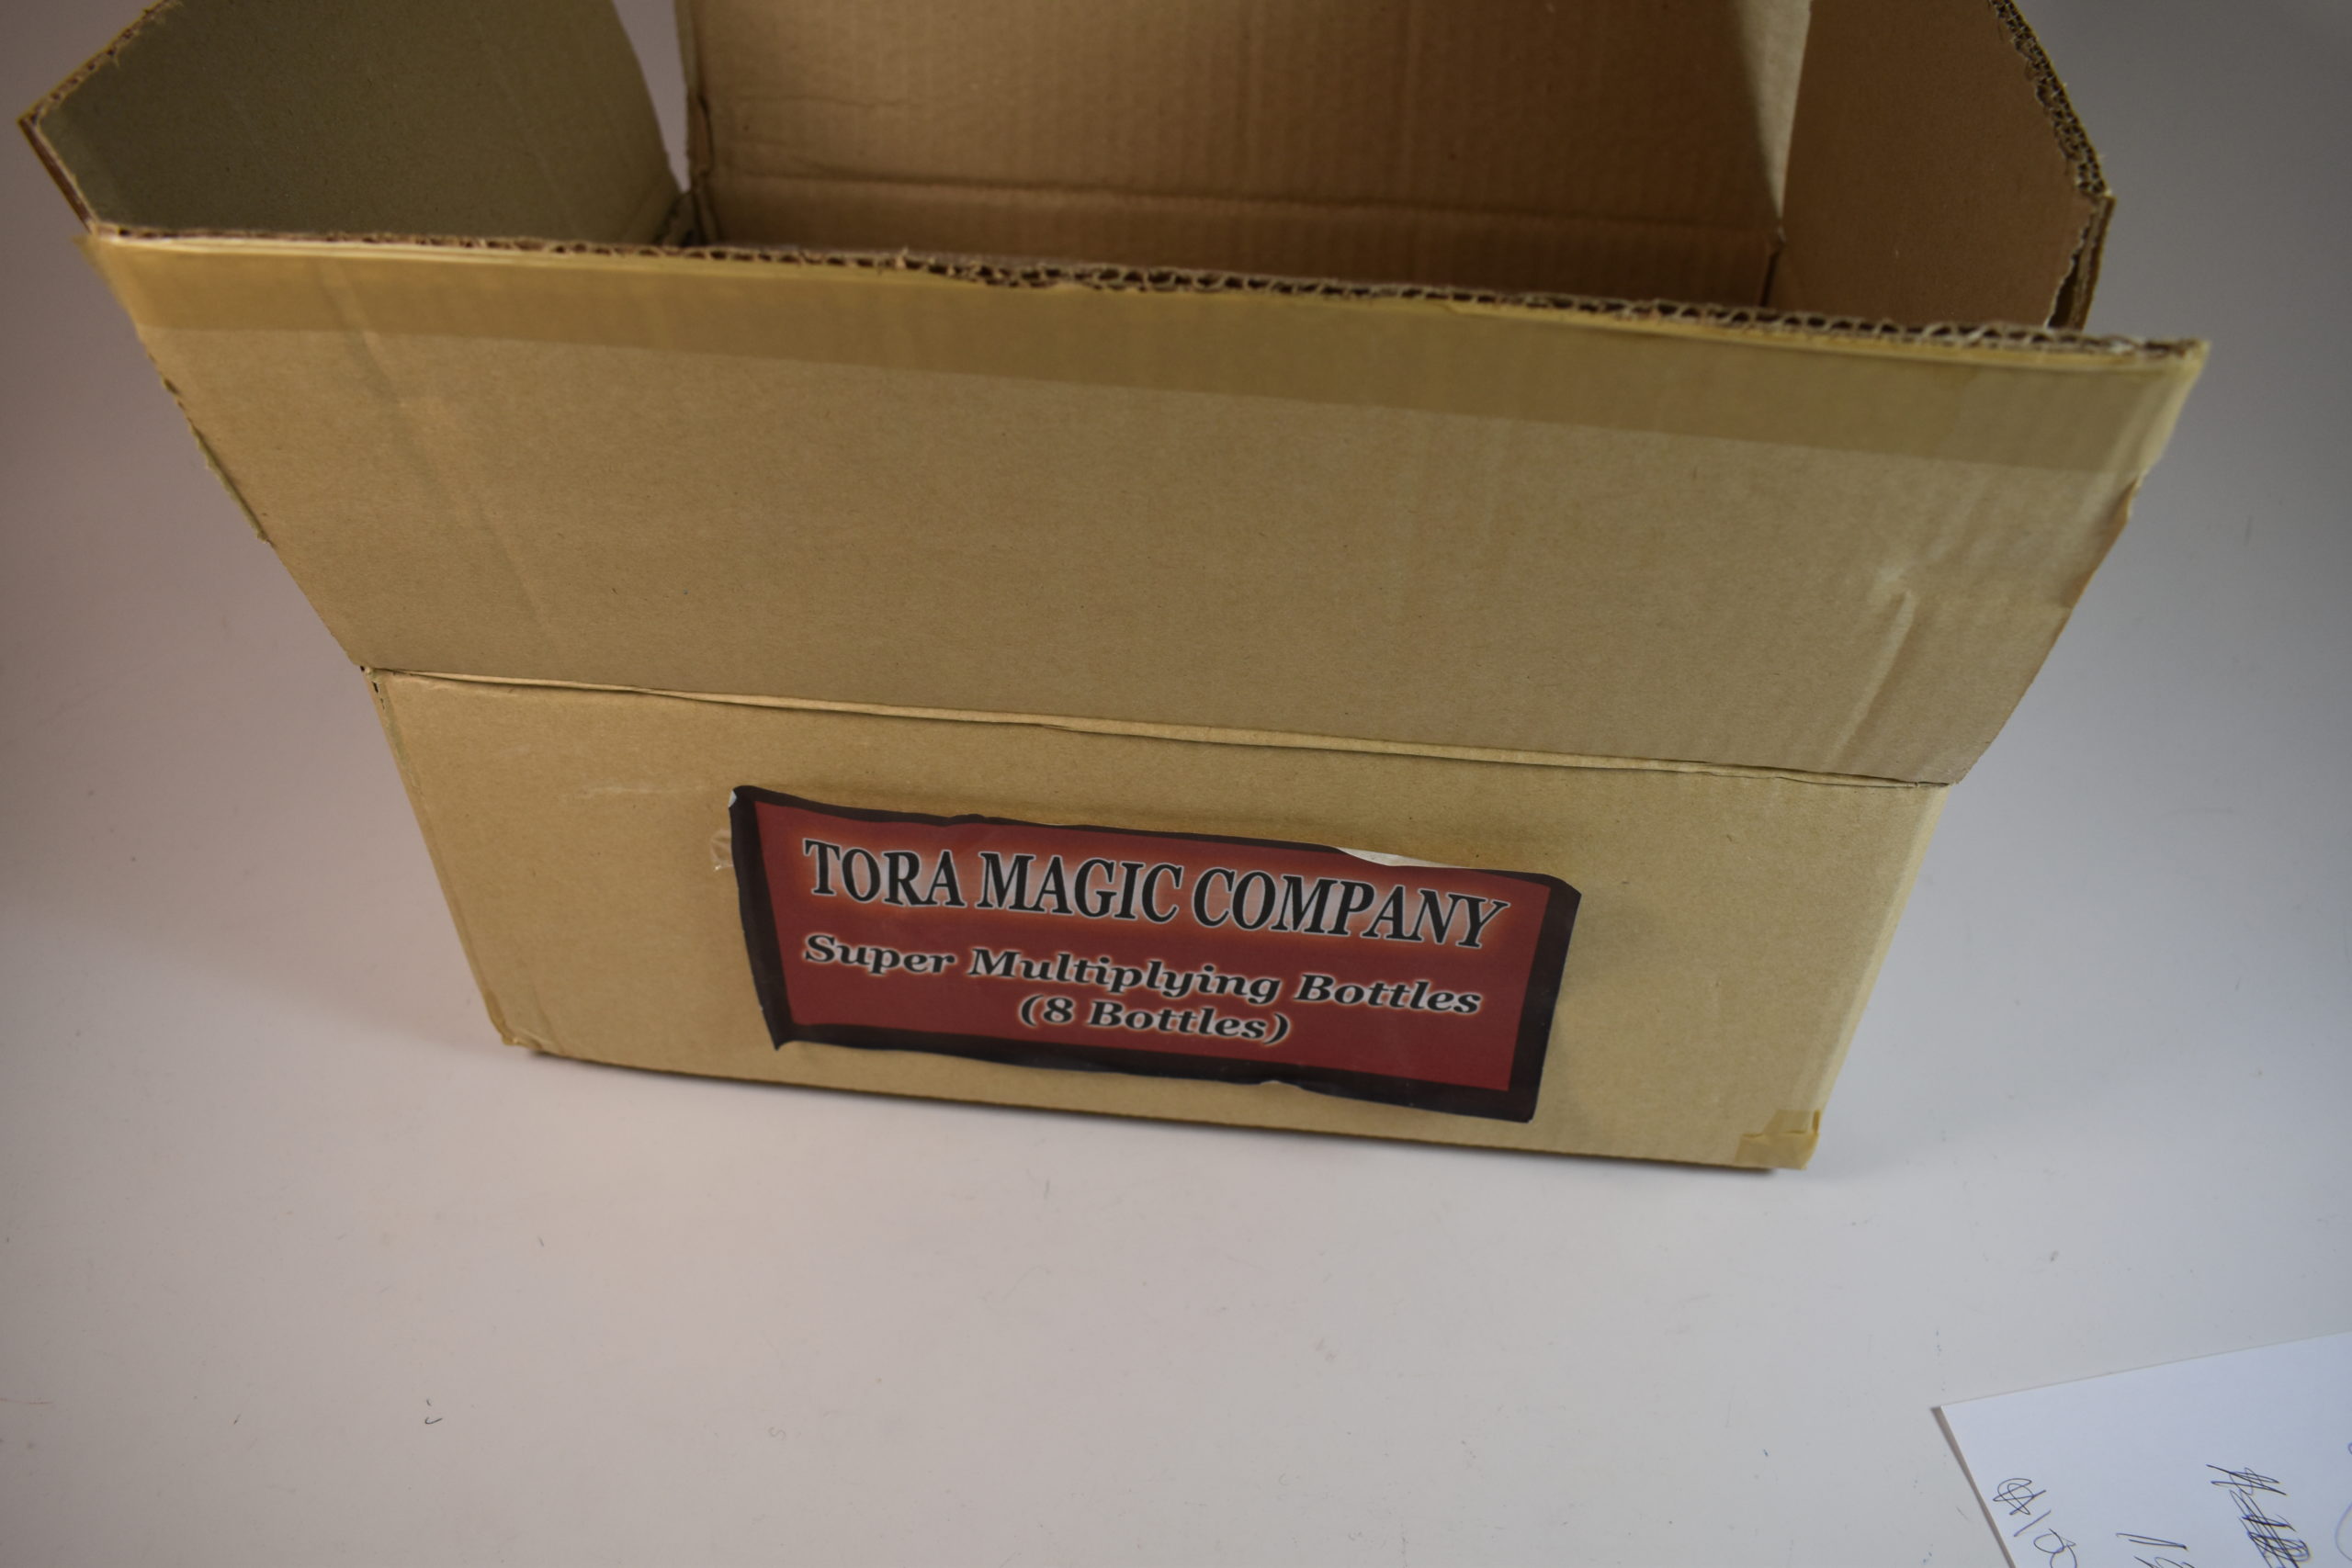 TORA MAGIC COMPANY
Super Multiplying Bottles
(8 Bottles)